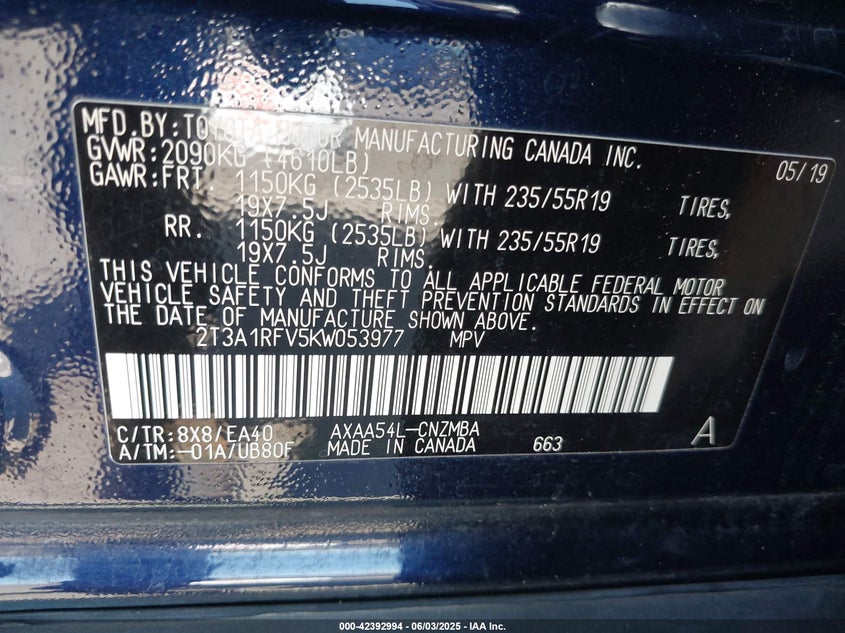 MFD.BY:TOYOTA MOTOR MANUFACTURING CANADA INC.
05/19
GVWR:2090KG (4610LB)
GAWR:FRT. 1150KG (2535LB) WITH 235/55R19 TIRES,
19X7.5J RIMS.
RR. 1150KG (2535LB) WITH 235/55R19 TIRES,
19X7.5J RIMS.
THIS VEHICLE CONFORMS TO ALL APPLICABLE FEDERAL MOTOR
VEHICLE SAFETY AND THEFT PREVENTION STANDARDS IN EFFECT ON
THE DATE OF MANUFACTURE SHOWN ABOVE.
2T3A1RFV5KW053977 MPV
C/TR:8X8/EA40 AXAA54L-CNZMBA
A/TM:-01A/UB80F MADE IN CANADA 663 A
000-42392994 | 06/03/2025 - IAA Inc.